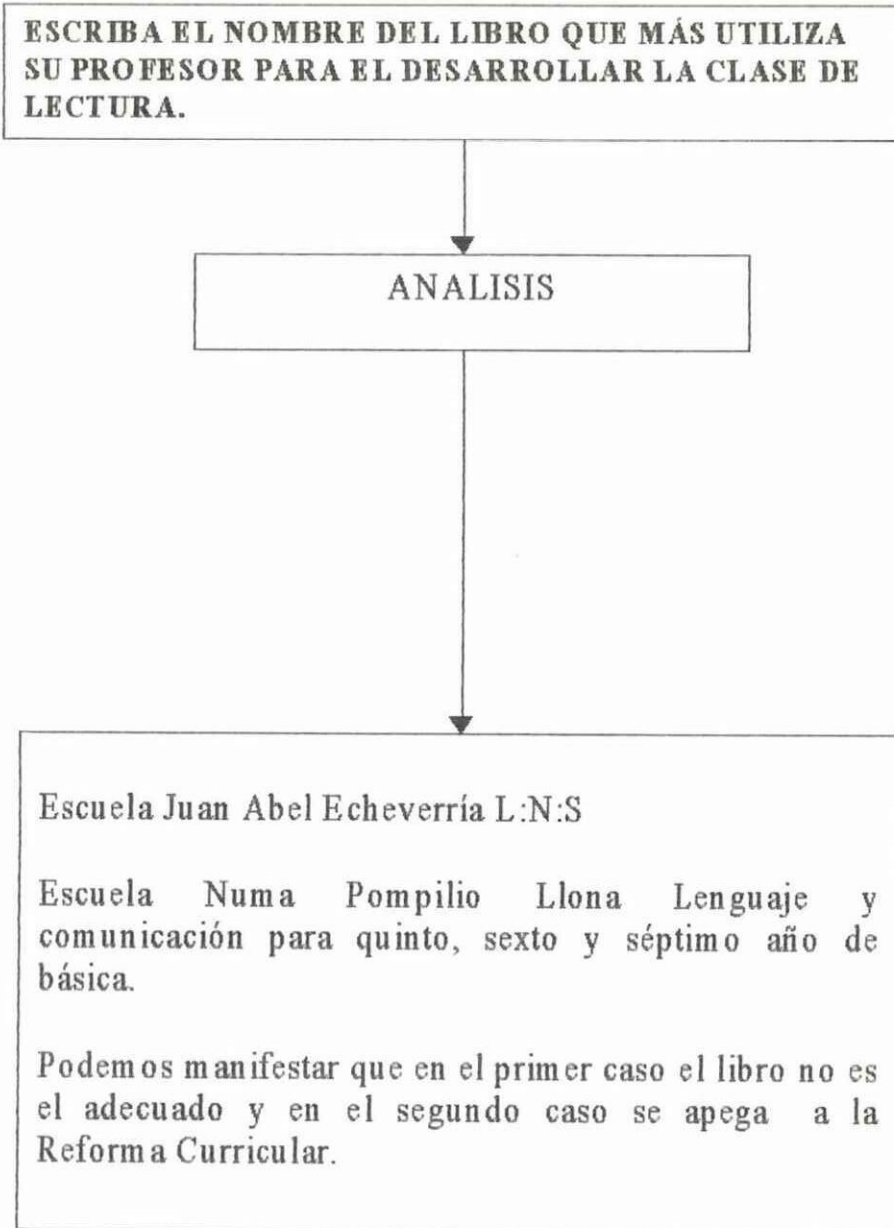 ESCRIBA EL NOMBRE DEL LIBRO QUE MÁS UTILIZA
SU PROFESOR PARA EL DESARROLLAR LA CLASE DE
LECTURA.
ANALISIS
Escuela Juan Abel Echeverría L:N:S
Escuela Numa Pompilio Llona Lenguaje y
comunicación para quinto, sexto y séptimo año de
básica.
Podemos manifestar que en el primer caso el libro no es
el adecuado y en el segundo caso se apega a la
Reforma Curricular.